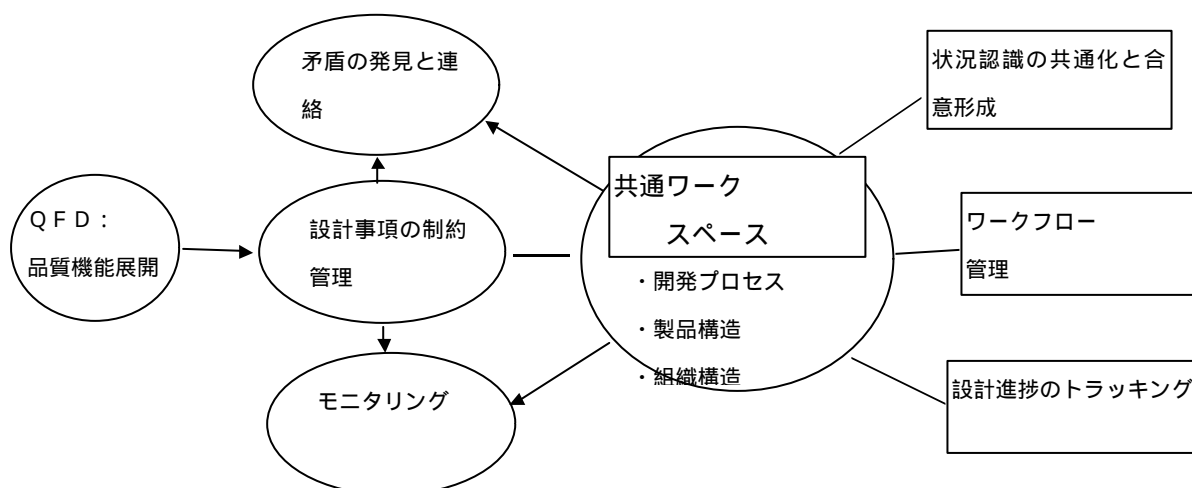 矛盾の発見と連
絡
状況認識の共通化と合
意形成
QFD:
品質機能展開
設計事項の制約
管理
共通ワーク
スペース
・開発プロセス
・製品構造
・組織構造
ワークフロー
管理
モニタリング
設計進捗のトラッキング